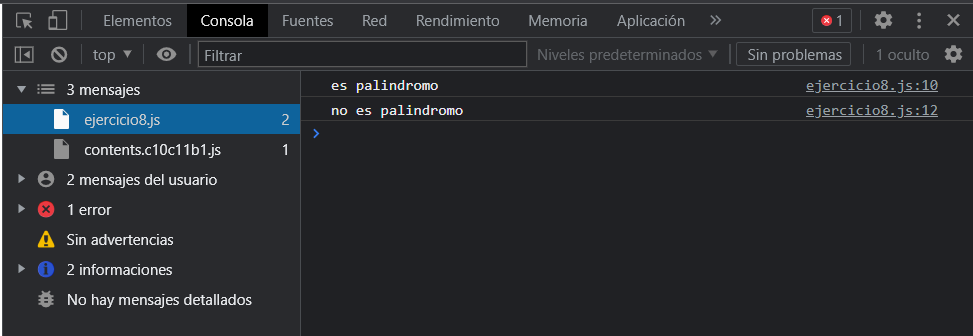 Elementos Consola Fuentes Red Rendimiento Memoria Aplicación » 1
top ▼ Filtrar Niveles predeterminados ▼ Sin problemas 1 oculto
3 mensajes
ejercicio8.js 2
contents.c10c11b1.js 1
2 mensajes del usuario
1 error
Sin advertencias
2 informaciones
No hay mensajes detallados
es palindromo ejercicio8.js:10
no es palindromo ejercicio8.js:12